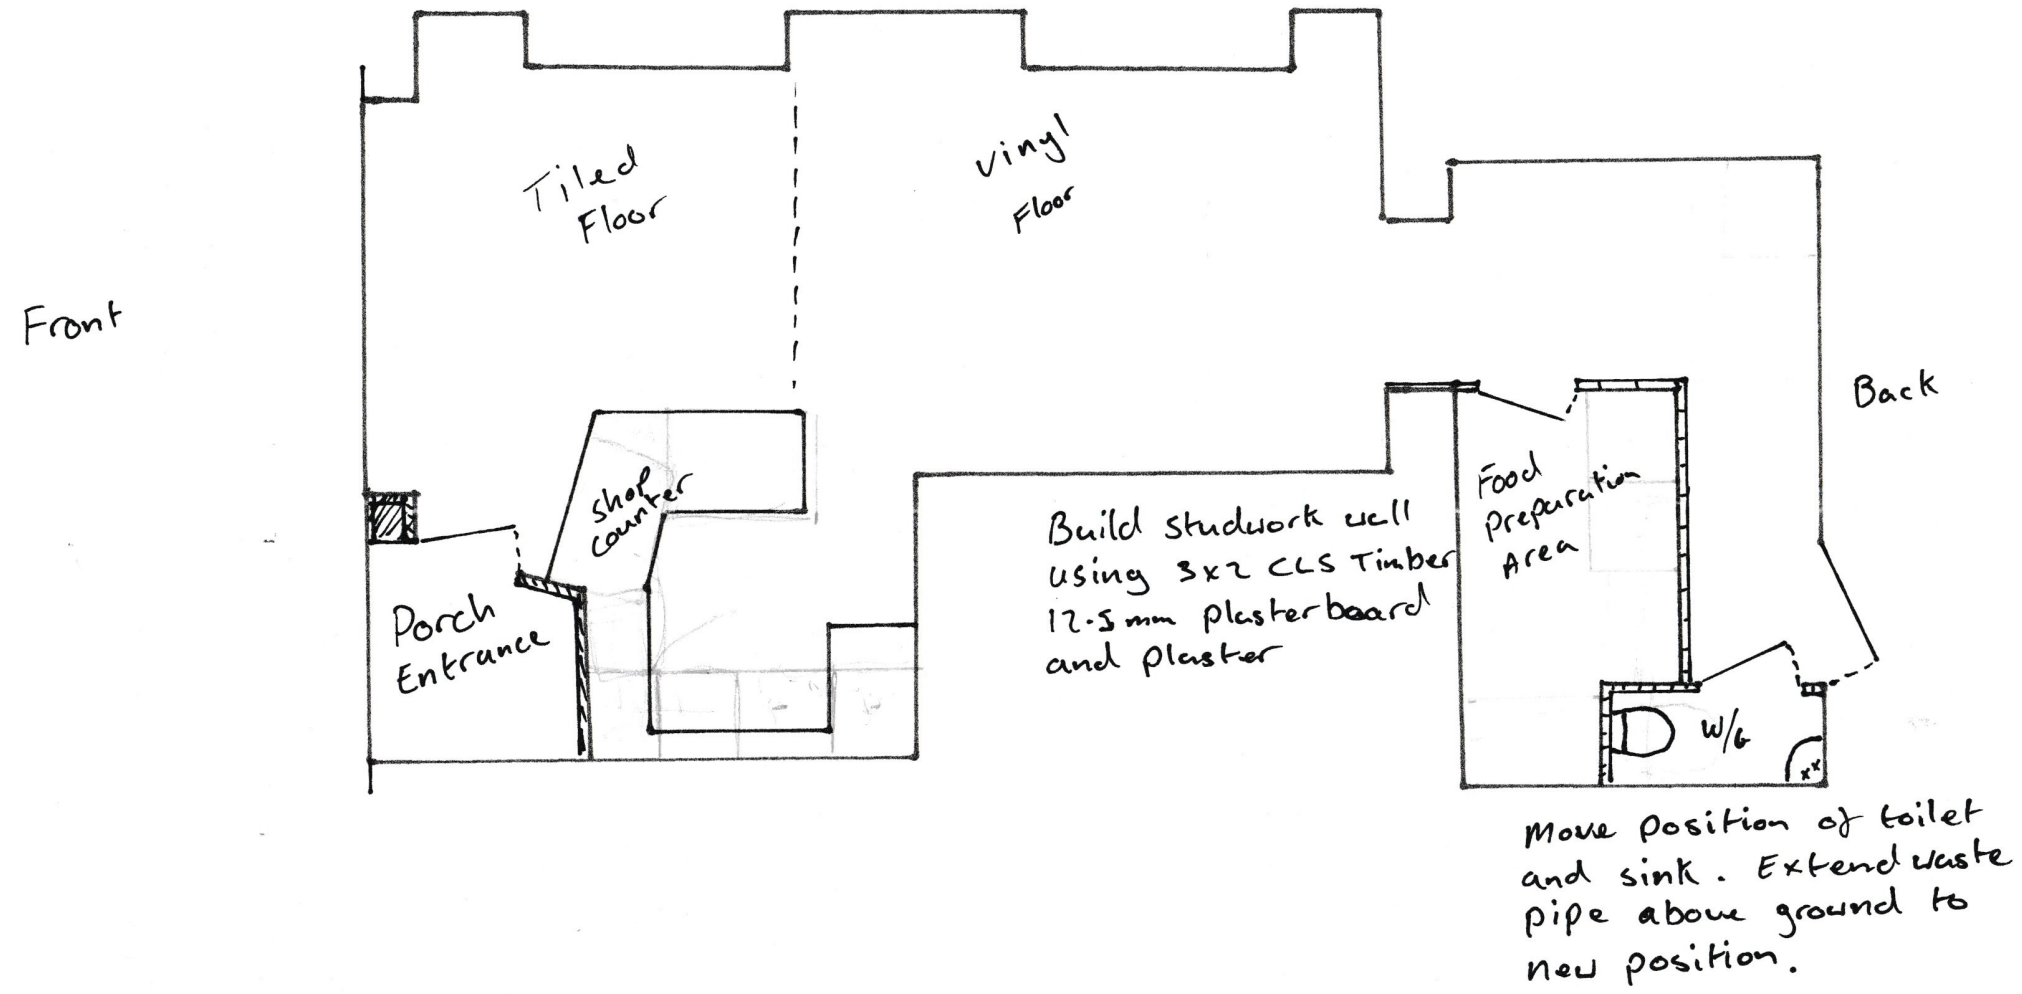 Front
Tiled
Floor
Vinyl
Floor
Back
Shop
Counter
Porch
Entrance
Build studwork wall
using 3x2 CLS Timber
12.5mm plasterboard
and plaster
Food
Preparation
Area
W/C
Move position of toilet
and sink. Extend waste
pipe above ground to
new position.